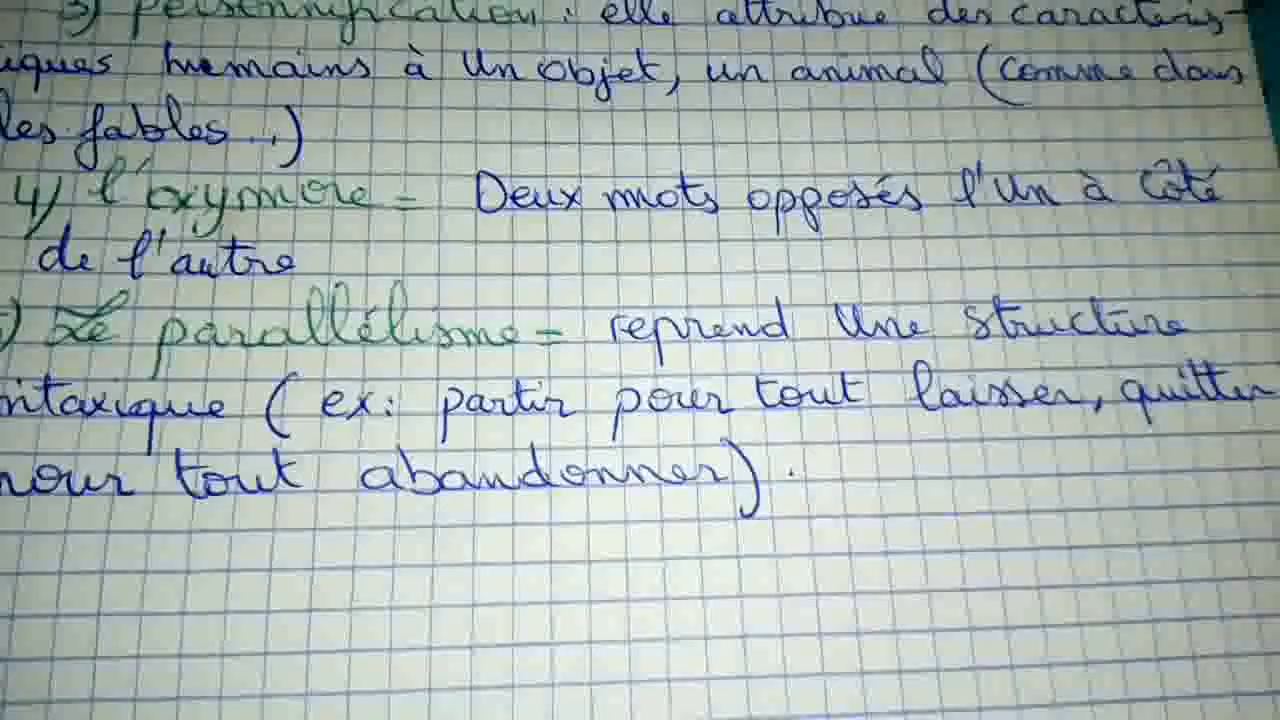 3) personnification : elle attribue des caractéris-
iques humains à Un objet, un animal (comme dans
les fables...)
4) l'oxymore = Deux mots opposés l'Un à Côté
de l'autre
) Le parallélisme = reprend Une structure
ntaxique ( ex: partir pour tout laisser, quitter
pour tout abandonner).